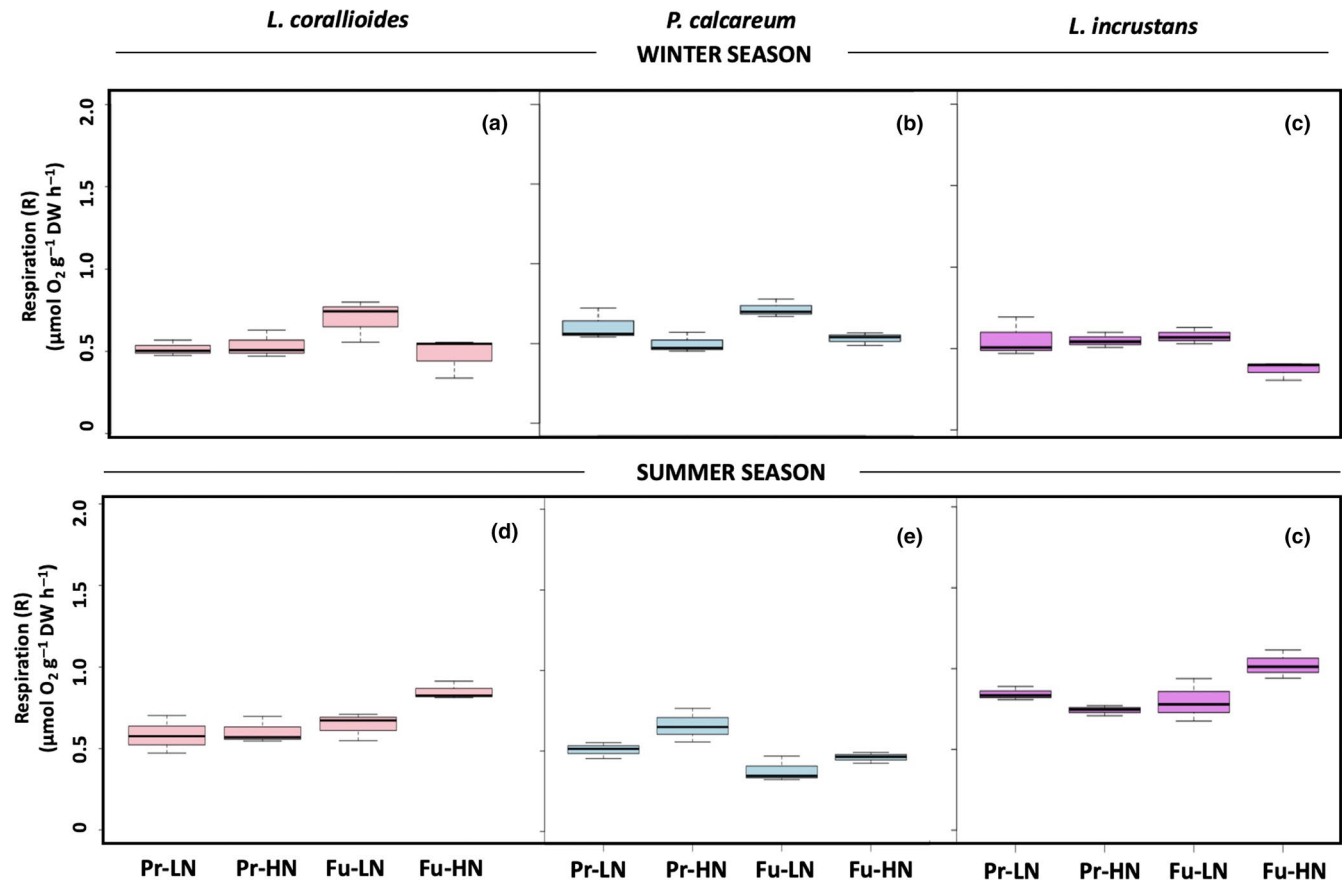 L. corallioides P. calcareum L. incrustans
WINTER SEASON
(a) (b) (c)
Respiration (R)
(µmol O₂ g⁻¹ DW h⁻¹)
2.0
1.5
1.0
0.5
0
SUMMER SEASON
(d) (e) (c)
Respiration (R)
(µmol O₂ g⁻¹ DW h⁻¹)
2.0
1.5
1.0
0.5
0
Pr-LN Pr-HN Fu-LN Fu-HN Pr-LN Pr-HN Fu-LN Fu-HN Pr-LN Pr-HN Fu-LN Fu-HN